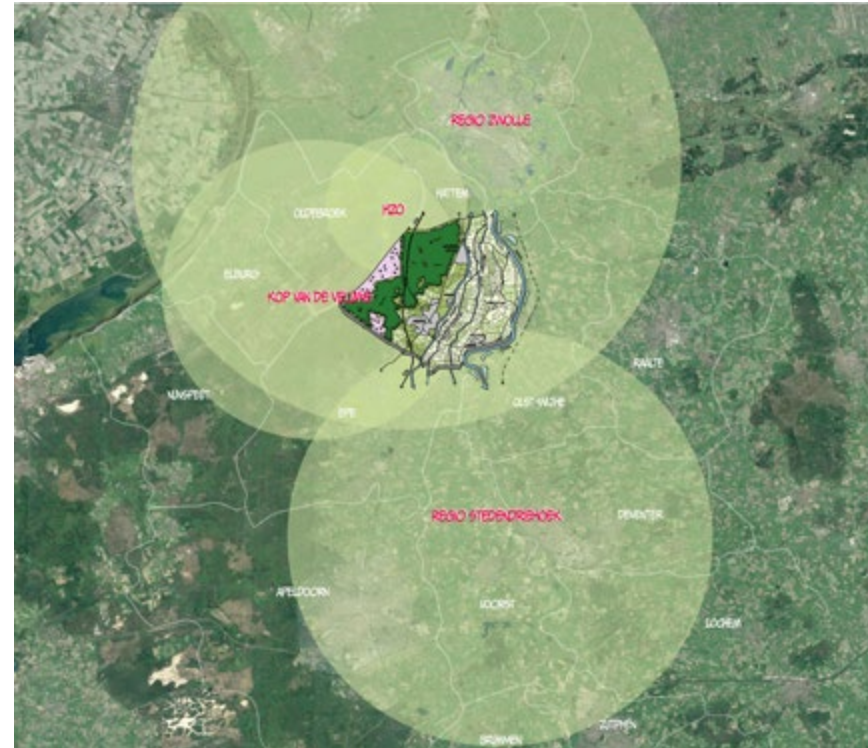 REGIO ZWOLLE
HATTEM
H2O
OLDEBROEK
ELBURG
KOP VAN DE VELUWE
RAALTE
NUNSPEET
OLST-WIJHE
EPE
REGIO STEDENDRIEHOEK
DEVENTER
APELDOORN
VOORST
LOCHEM
ZUTPHEN
BRUMMEN